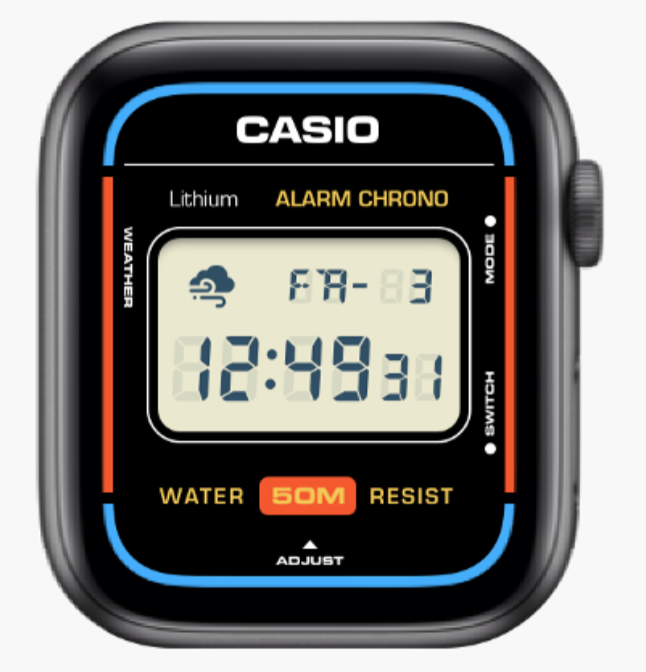 CASIO
Lithium ALARM CHRONO
WEATHER
MODE
FR- 3
12:49 31
SWITCH
WATER 50M RESIST
ADJUST